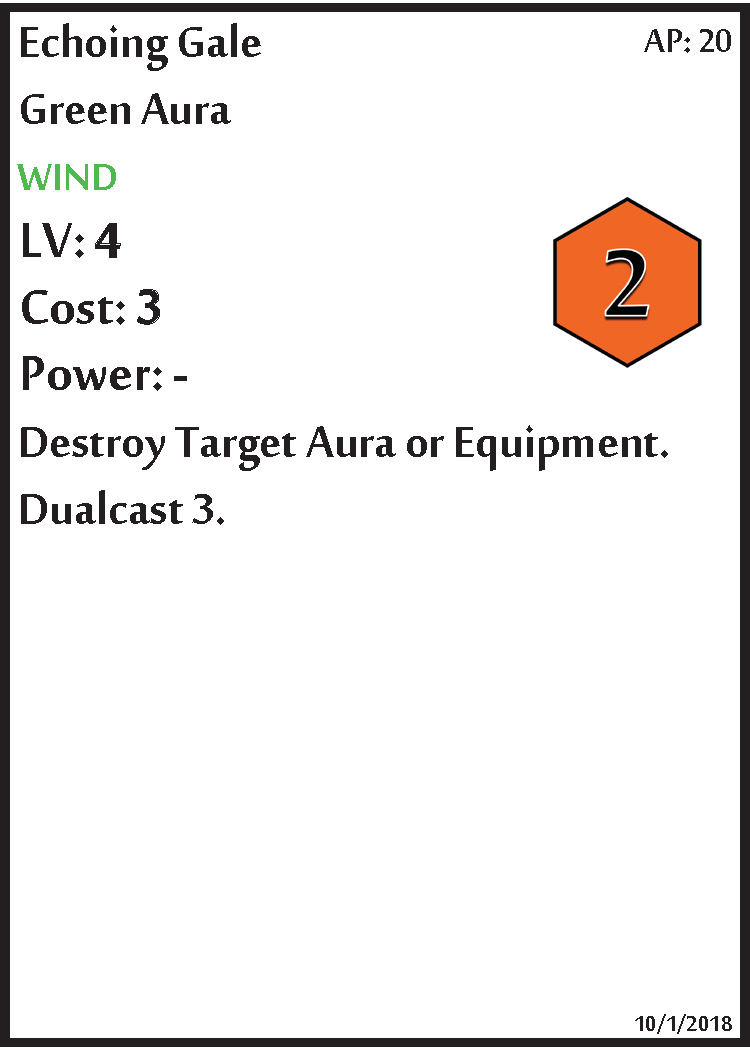 Echoing Gale
AP: 20
Green Aura
WIND
LV: 4
2
Cost: 3
Power: -
Destroy Target Aura or Equipment.
Dualcast 3.
10/1/2018